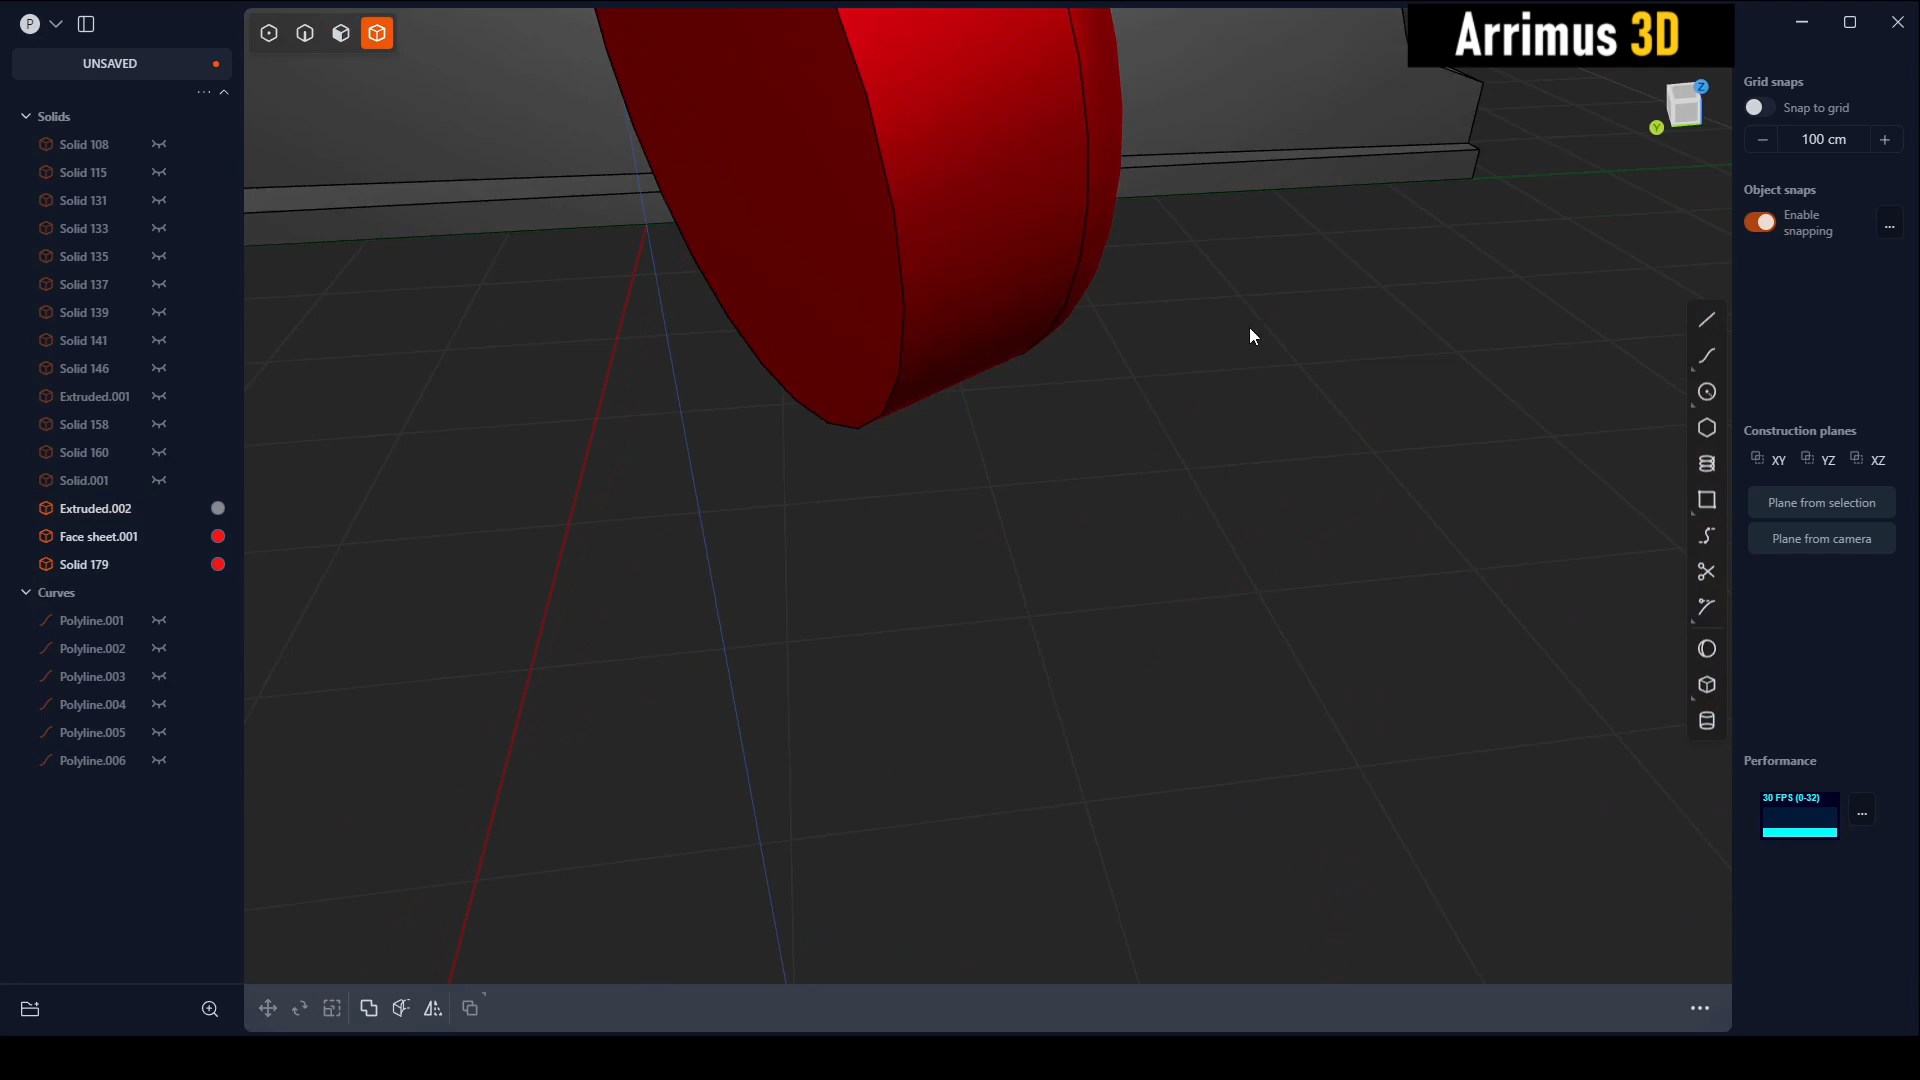 P
UNSAVED
Solids
Solid 108
Solid 115
Solid 131
Solid 133
Solid 135
Solid 137
Solid 139
Solid 141
Solid 146
Extruded.001
Solid 158
Solid 160
Solid.001
Extruded.002
Face sheet.001
Solid 179
Curves
Polyline.001
Polyline.002
Polyline.003
Polyline.004
Polyline.005
Polyline.006
Arrimus 3D
Z
Y
Grid snaps
Snap to grid
100 cm
Object snaps
Enable
snapping
...
Construction planes
XY YZ XZ
Plane from selection
Plane from camera
Performance
30 FPS (0-32)
...